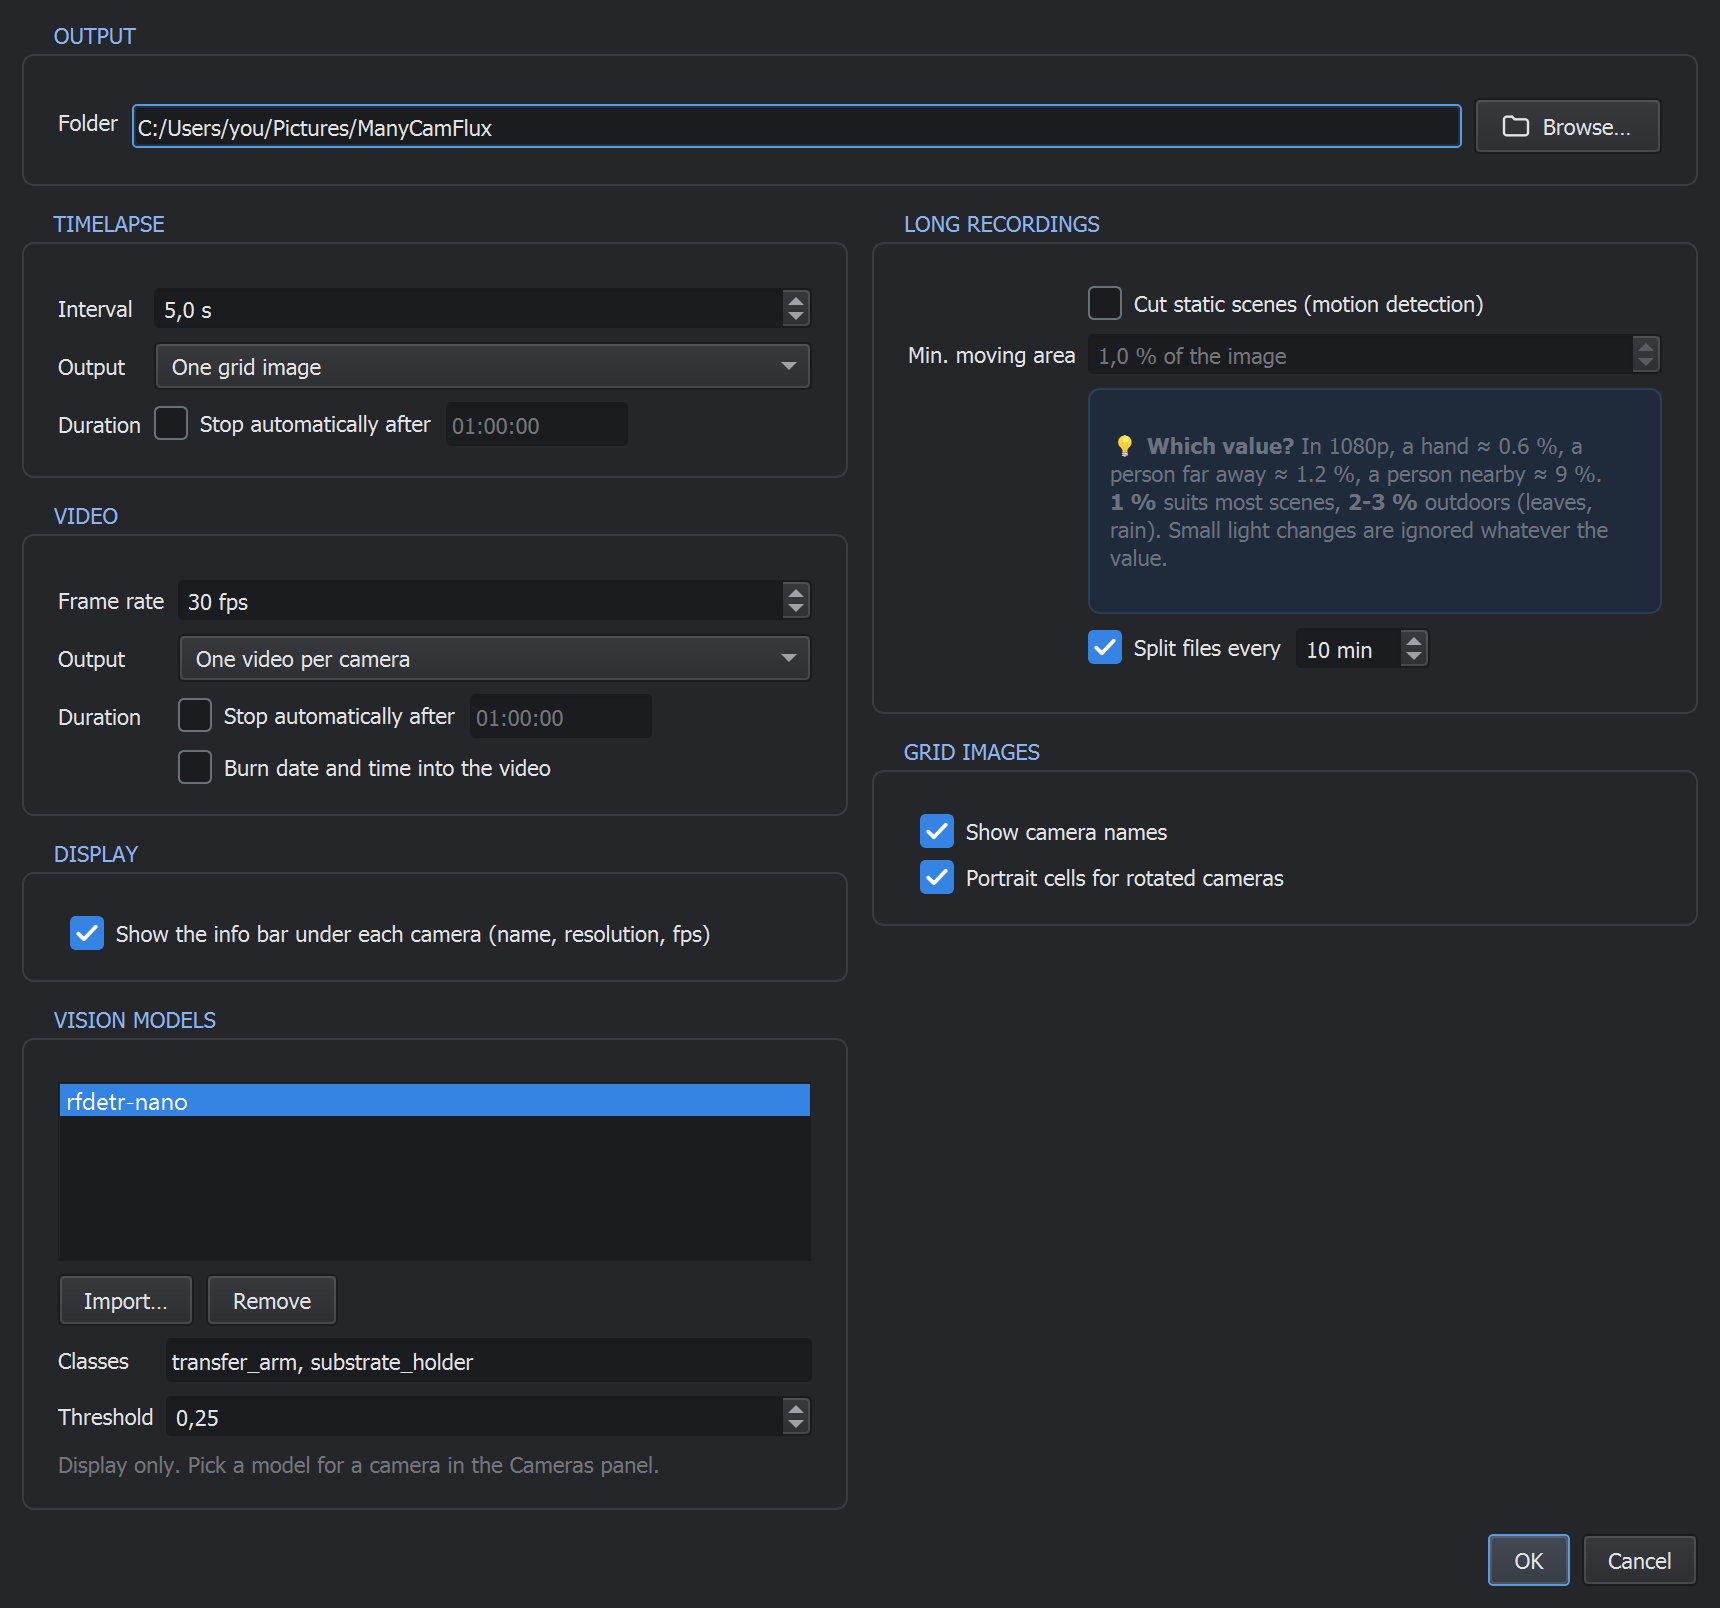 OUTPUT
Folder
C:/Users/you/Pictures/ManyCamFlux
Browse...
TIMELAPSE
Interval
5,0 s
Output
One grid image
Duration
Stop automatically after
01:00:00
VIDEO
Frame rate
30 fps
Output
One video per camera
Duration
Stop automatically after
01:00:00
Burn date and time into the video
DISPLAY
Show the info bar under each camera (name, resolution, fps)
VISION MODELS
rfdetr-nano
Import...
Remove
Classes
transfer_arm, substrate_holder
Threshold
0,25
Display only. Pick a model for a camera in the Cameras panel.
LONG RECORDINGS
Cut static scenes (motion detection)
Min. moving area
1,0 % of the image
💡 Which value? In 1080p, a hand ≈ 0.6 %, a
person far away ≈ 1.2 %, a person nearby ≈ 9 %.
1 % suits most scenes, 2-3 % outdoors (leaves,
rain). Small light changes are ignored whatever the
value.
Split files every
10 min
GRID IMAGES
Show camera names
Portrait cells for rotated cameras
OK
Cancel